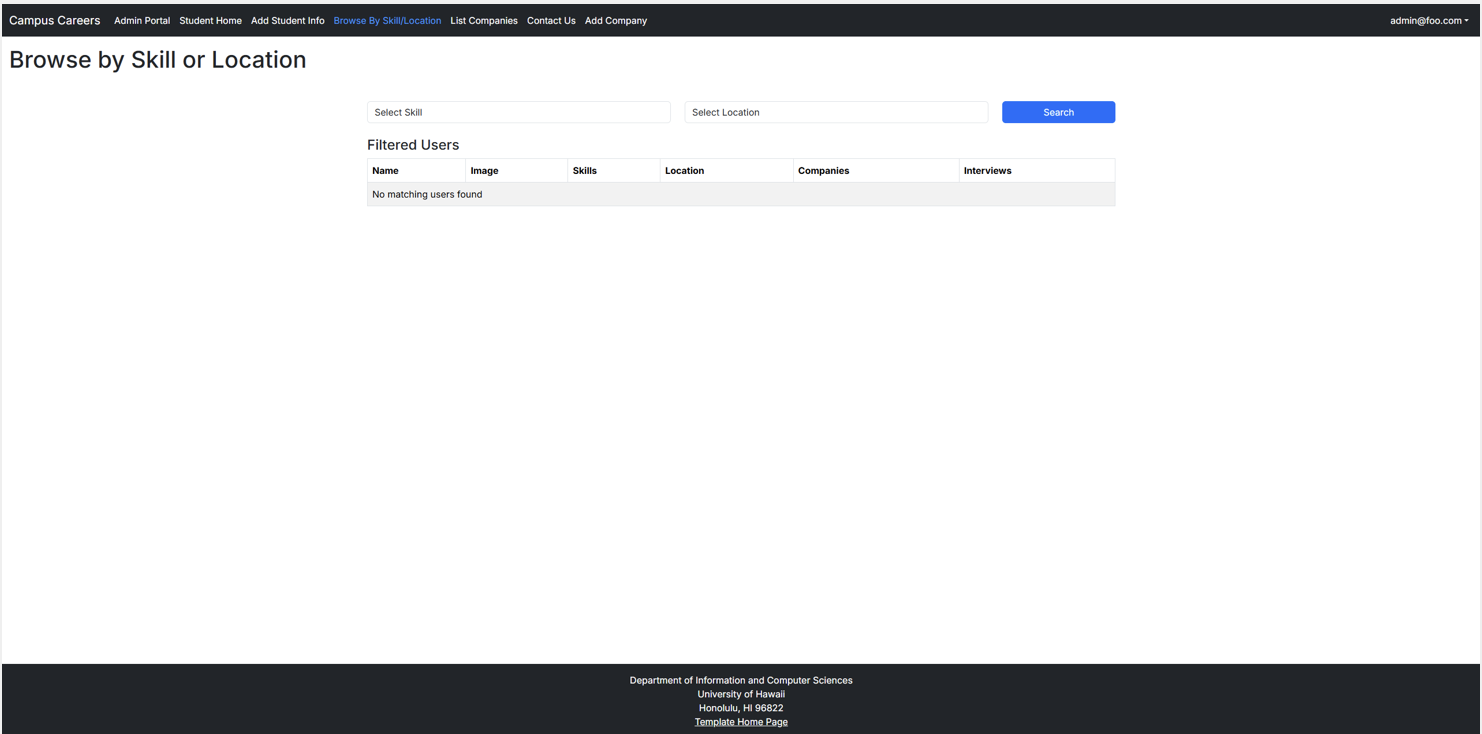 Campus Careers Admin Portal Student Home Add Student Info Browse By Skill/Location List Companies Contact Us Add Company admin@foo.com
Browse by Skill or Location
Select Skill Select Location Search
Filtered Users
Name Image Skills Location Companies Interviews
No matching users found
Department of Information and Computer Sciences
University of Hawaii
Honolulu, HI 96822
Template Home Page